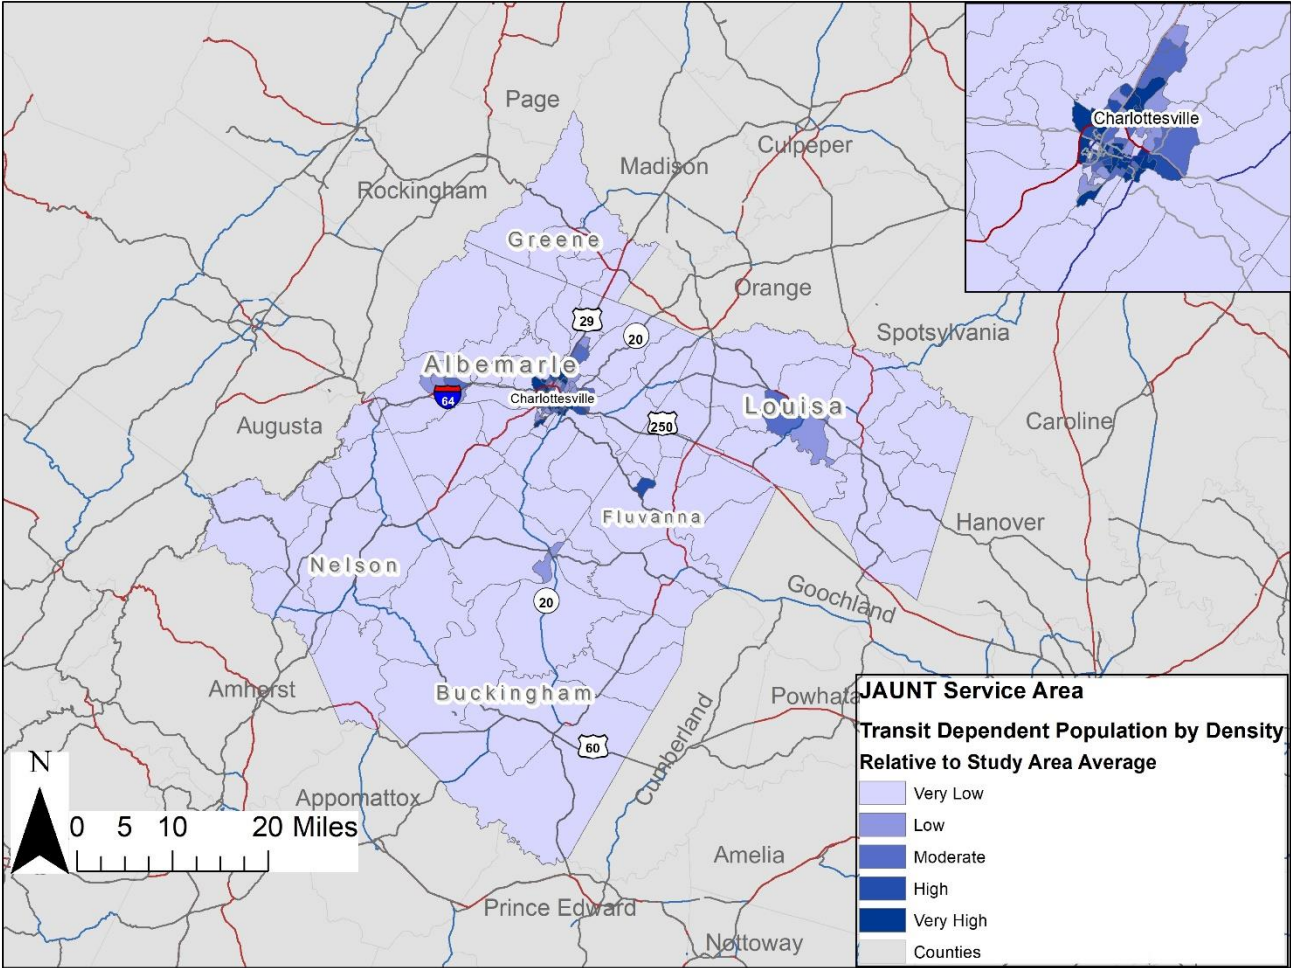 Page
Charlottesville
Culpeper
Madison
Rockingham
Greene
Orange
29
20
Spotsylvania
Albemarle
64
Charlottesville
Louisa
250
Augusta
Caroline
Fluvanna
Hanover
Nelson
20
Goochland
Amherst
Buckingham
Powhata
60
Cumberland
N
Appomattox
0 5 10 20 Miles
Amelia
Prince Edward
Nottoway
JAUNT Service Area
Transit Dependent Population by Density
Relative to Study Area Average
Very Low
Low
Moderate
High
Very High
Counties